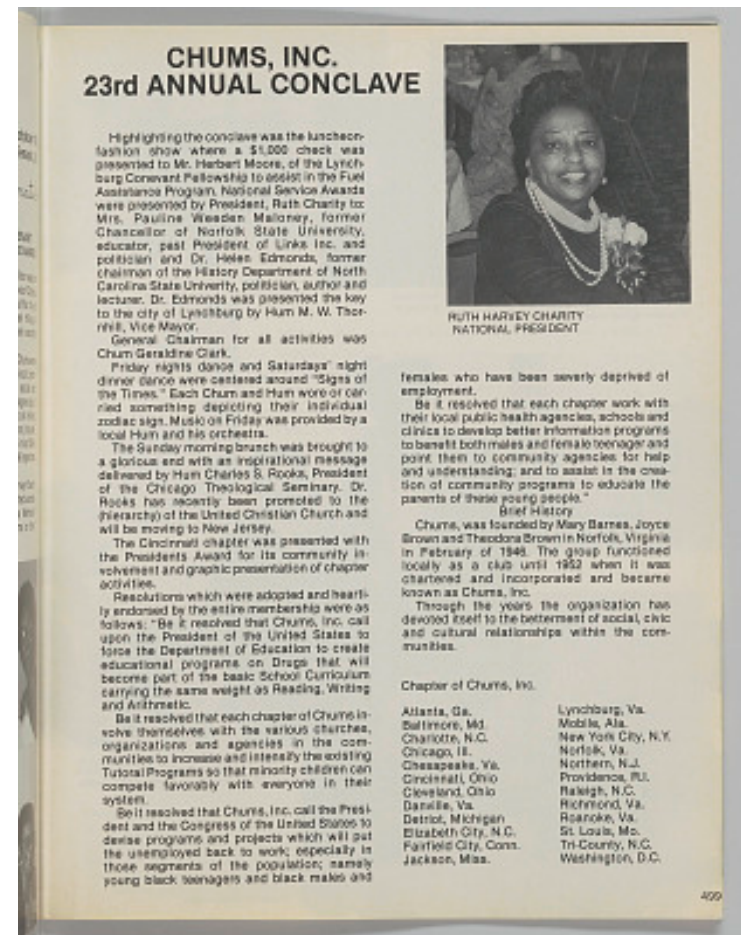 CHUMS, INC.
23rd ANNUAL CONCLAVE
Highlighting the conclave was the luncheon-
fashion show where a $1,000 check was
presented to Mr. Herbert Moore, of the Lynch-
burg Conevant Fellowship to assist in the Fuel
Assistance Program. National Service Awards
were presented by President, Ruth Charity to:
Mrs. Pauline Weeden Maloney, former
Chancellor of Norfolk State University,
educator, past President of Links Inc. and
politician and Dr. Helen Edmonds, former
chairman of the History Department of North
Carolina State Univerity, politician, author and
lecturer. Dr. Edmonds was presented the key
to the city of Lynchburg by Hum M. W. Thor-
nhill, Vice Mayor.
General Chairman for all activities was
Chum Geraldine Clark.
Friday nights dance and Saturdays' night
dinner dance were centered around "Signs of
the Times." Each Chum and Hum wore or car-
ried something depicting their individual
zodiac sign. Music on Friday was provided by a
local Hum and his orchestra.
The Sunday morning brunch was brought to
a glorious end with an inspirational message
delivered by Hum Charles S. Rooks, President
of the Chicago Theological Seminary. Dr.
Rooks has recently been promoted to the
(hierarchy) of the United Christian Church and
will be moving to New Jersey.
The Cincinnati chapter was presented with
the Presidents Award for its community in-
volvement and graphic presentation of chapter
activities.
Resolutions which were adopted and hearti-
ly endorsed by the entire membership were as
follows: "Be it resolved that Chums, Inc. call
upon the President of the United States to
force the Department of Education to create
educational programs on Drugs that will
become part of the basic School Curriculum
carrying the same weight as Reading, Writing
and Arithmetic.
Be it resolved that each chapter of Chums in-
volve themselves with the various churches,
organizations and agencies in the com-
munities to increase and intensify the existing
Tutoral Programs so that minority children can
compete favorably with everyone in their
system.
Be it resolved that Chums, Inc. call the Presi-
dent and the Congress of the United States to
devise programs and projects which will put
the unemployed back to work; especially in
those segments of the population; namely
young black teenagers and black males and
RUTH HARVEY CHARITY
NATIONAL PRESIDENT
females who have been severly deprived of
employment.
Be it resolved that each chapter work with
their local public health agencies, schools and
clinics to develop better information programs
to benefit both males and female teenager and
point them to community agencies for help
and understanding; and to assist in the crea-
tion of community programs to educate the
parents of these young people."
Brief History
Chums, was founded by Mary Barnes, Joyce
Brown and Theodora Brown in Norfolk, Virginia
in February of 1946. The group functioned
locally as a club until 1952 when it was
chartered and incorporated and became
known as Chums, Inc.
Through the years the organization has
devoted itself to the betterment of social, civic
and cultural relationships within the com-
munities.
Chapter of Chums, Inc.
Atlanta, Ga.
Baltimore, Md.
Charlotte, N.C.
Chicago, Ill.
Chesapeake, Va.
Cincinnati, Ohio
Cleveland, Ohio
Danville, Va.
Detriot, Michigan
Elizabeth City, N.C.
Fairfield City, Conn.
Jackson, Miss.
Lynchburg, Va.
Mobile, Ala.
New York City, N.Y.
Norfolk, Va.
Northern, N.J.
Providence, R.I.
Raleigh, N.C.
Richmond, Va.
Roanoke, Va.
St. Louis, Mo.
Tri-County, N.C.
Washington, D.C.
499